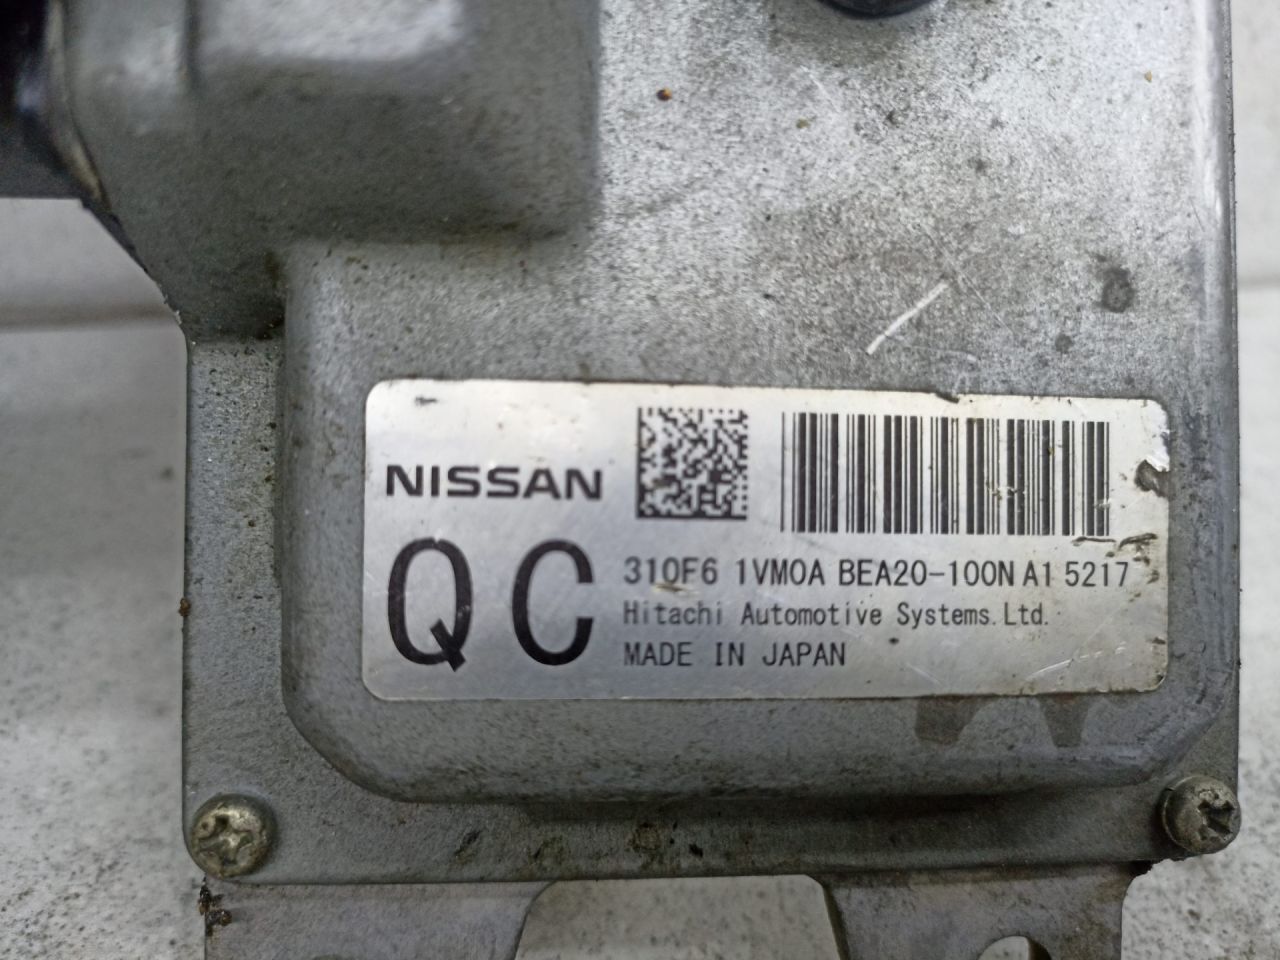 NISSAN
QC
310F6 1VM0A BEA20-100N A1 5217
Hitachi Automotive Systems.Ltd.
MADE IN JAPAN